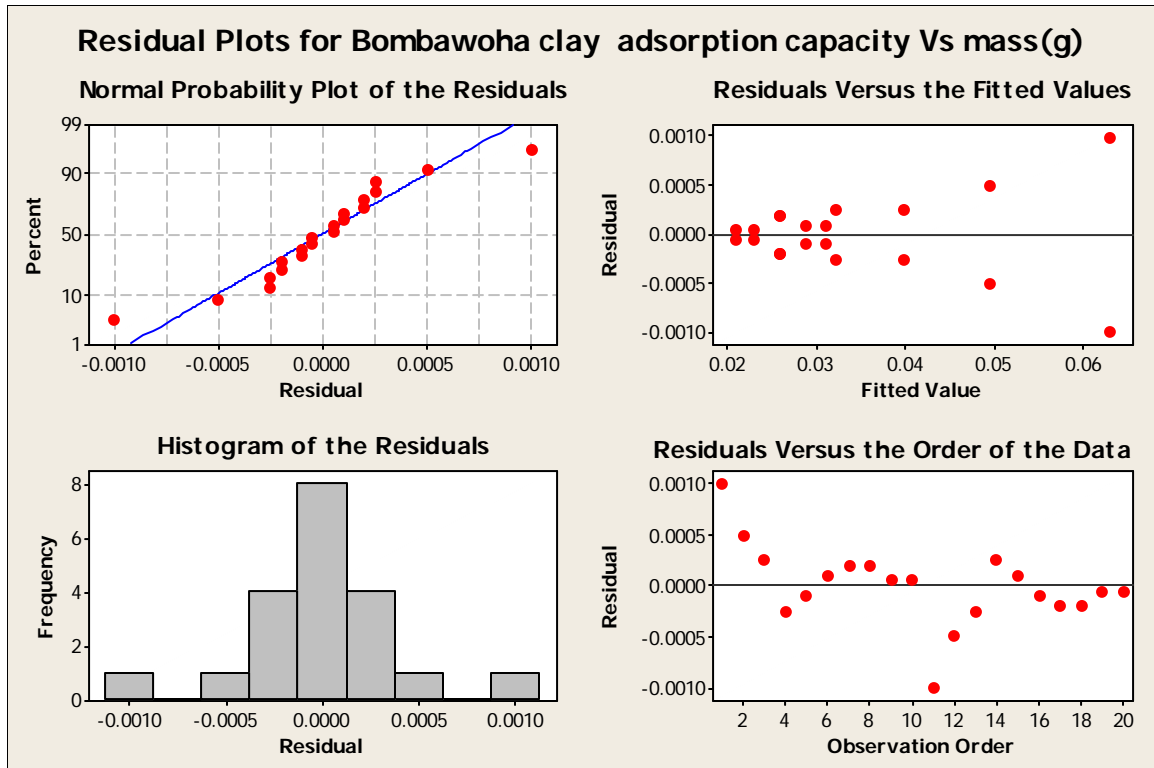 Residual Plots for Bombawoha clay adsorption capacity Vs mass(g)
Normal Probability Plot of the Residuals
99
90
50
10
1
Percent
-0.0010 -0.0005 0.0000 0.0005 0.0010
Residual
Residuals Versus the Fitted Values
0.0010
0.0005
0.0000
-0.0005
-0.0010
Residual
0.02 0.03 0.04 0.05 0.06
Fitted Value
Histogram of the Residuals
8
6
4
2
0
Frequency
-0.0010 -0.0005 0.0000 0.0005 0.0010
Residual
Residuals Versus the Order of the Data
0.0010
0.0005
0.0000
-0.0005
-0.0010
Residual
2 4 6 8 10 12 14 16 18 20
Observation Order